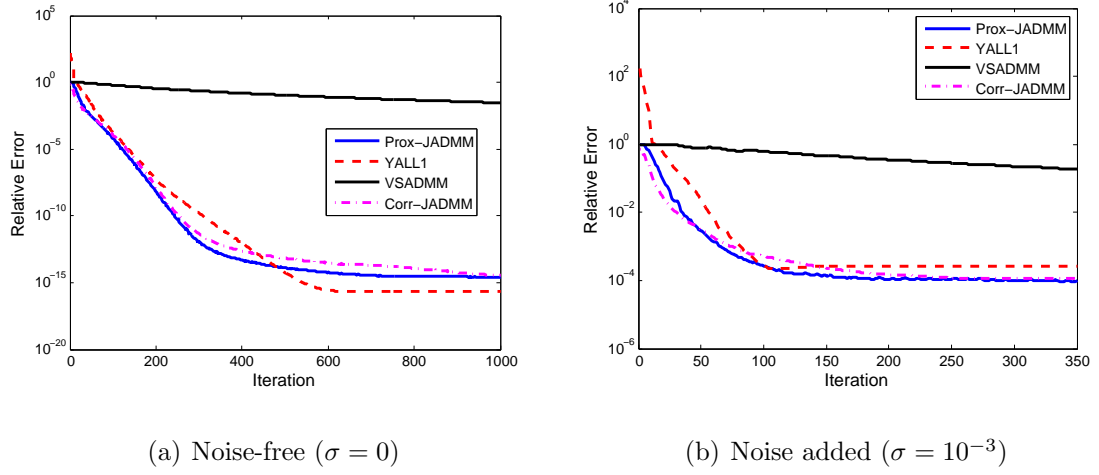 10^5
10^0
10^-5
10^-10
10^-15
10^-20
Relative Error
0 200 400 600 800 1000
Iteration
Prox-JADMM
YALL1
VSADMM
Corr-JADMM
(a) Noise-free (σ = 0)
10^4
10^2
10^0
10^-2
10^-4
10^-6
Relative Error
0 50 100 150 200 250 300 350
Iteration
Prox-JADMM
YALL1
VSADMM
Corr-JADMM
(b) Noise added (σ = 10^-3)